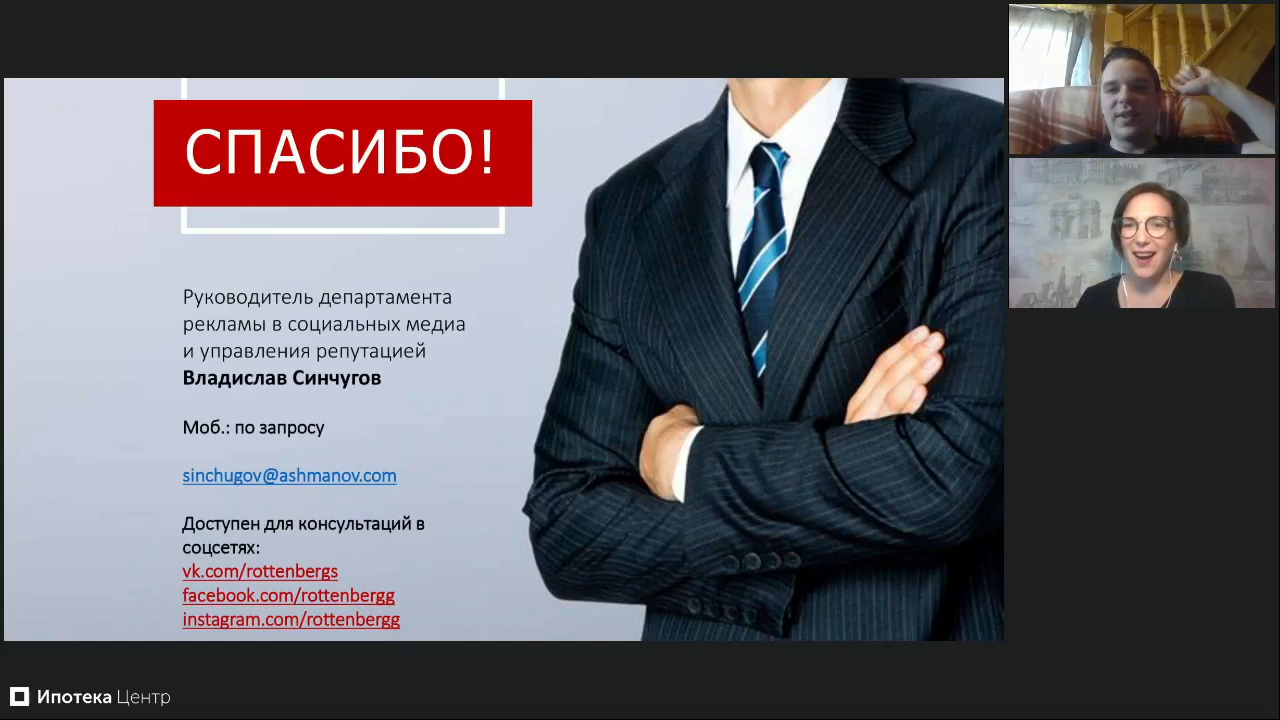 СПАСИБО!
Руководитель департамента
рекламы в социальных медиа
и управления репутацией
Владислав Синчугов
Моб.: по запросу
sinchugov@ashmanov.com
Доступен для консультаций в
соцсетях:
vk.com/rottenbergs
facebook.com/rottenbergg
instagram.com/rottenbergg
Ипотека Центр